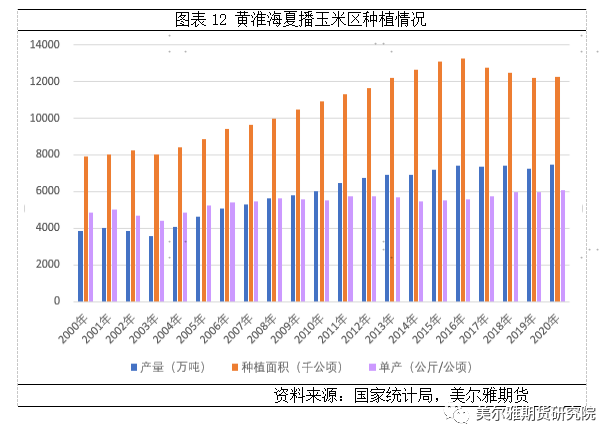 图表 12 黄淮海夏播玉米区种植情况
14000
12000
10000
8000
6000
4000
2000
0
2000年 2001年 2002年 2003年 2004年 2005年 2006年 2007年 2008年 2009年 2010年 2011年 2012年 2013年 2014年 2015年 2016年 2017年 2018年 2019年 2020年
产量（万吨） 种植面积（千公顷） 单产（公斤/公顷）
资料来源：国家统计局，美尔雅期货
美尔雅期货研究院